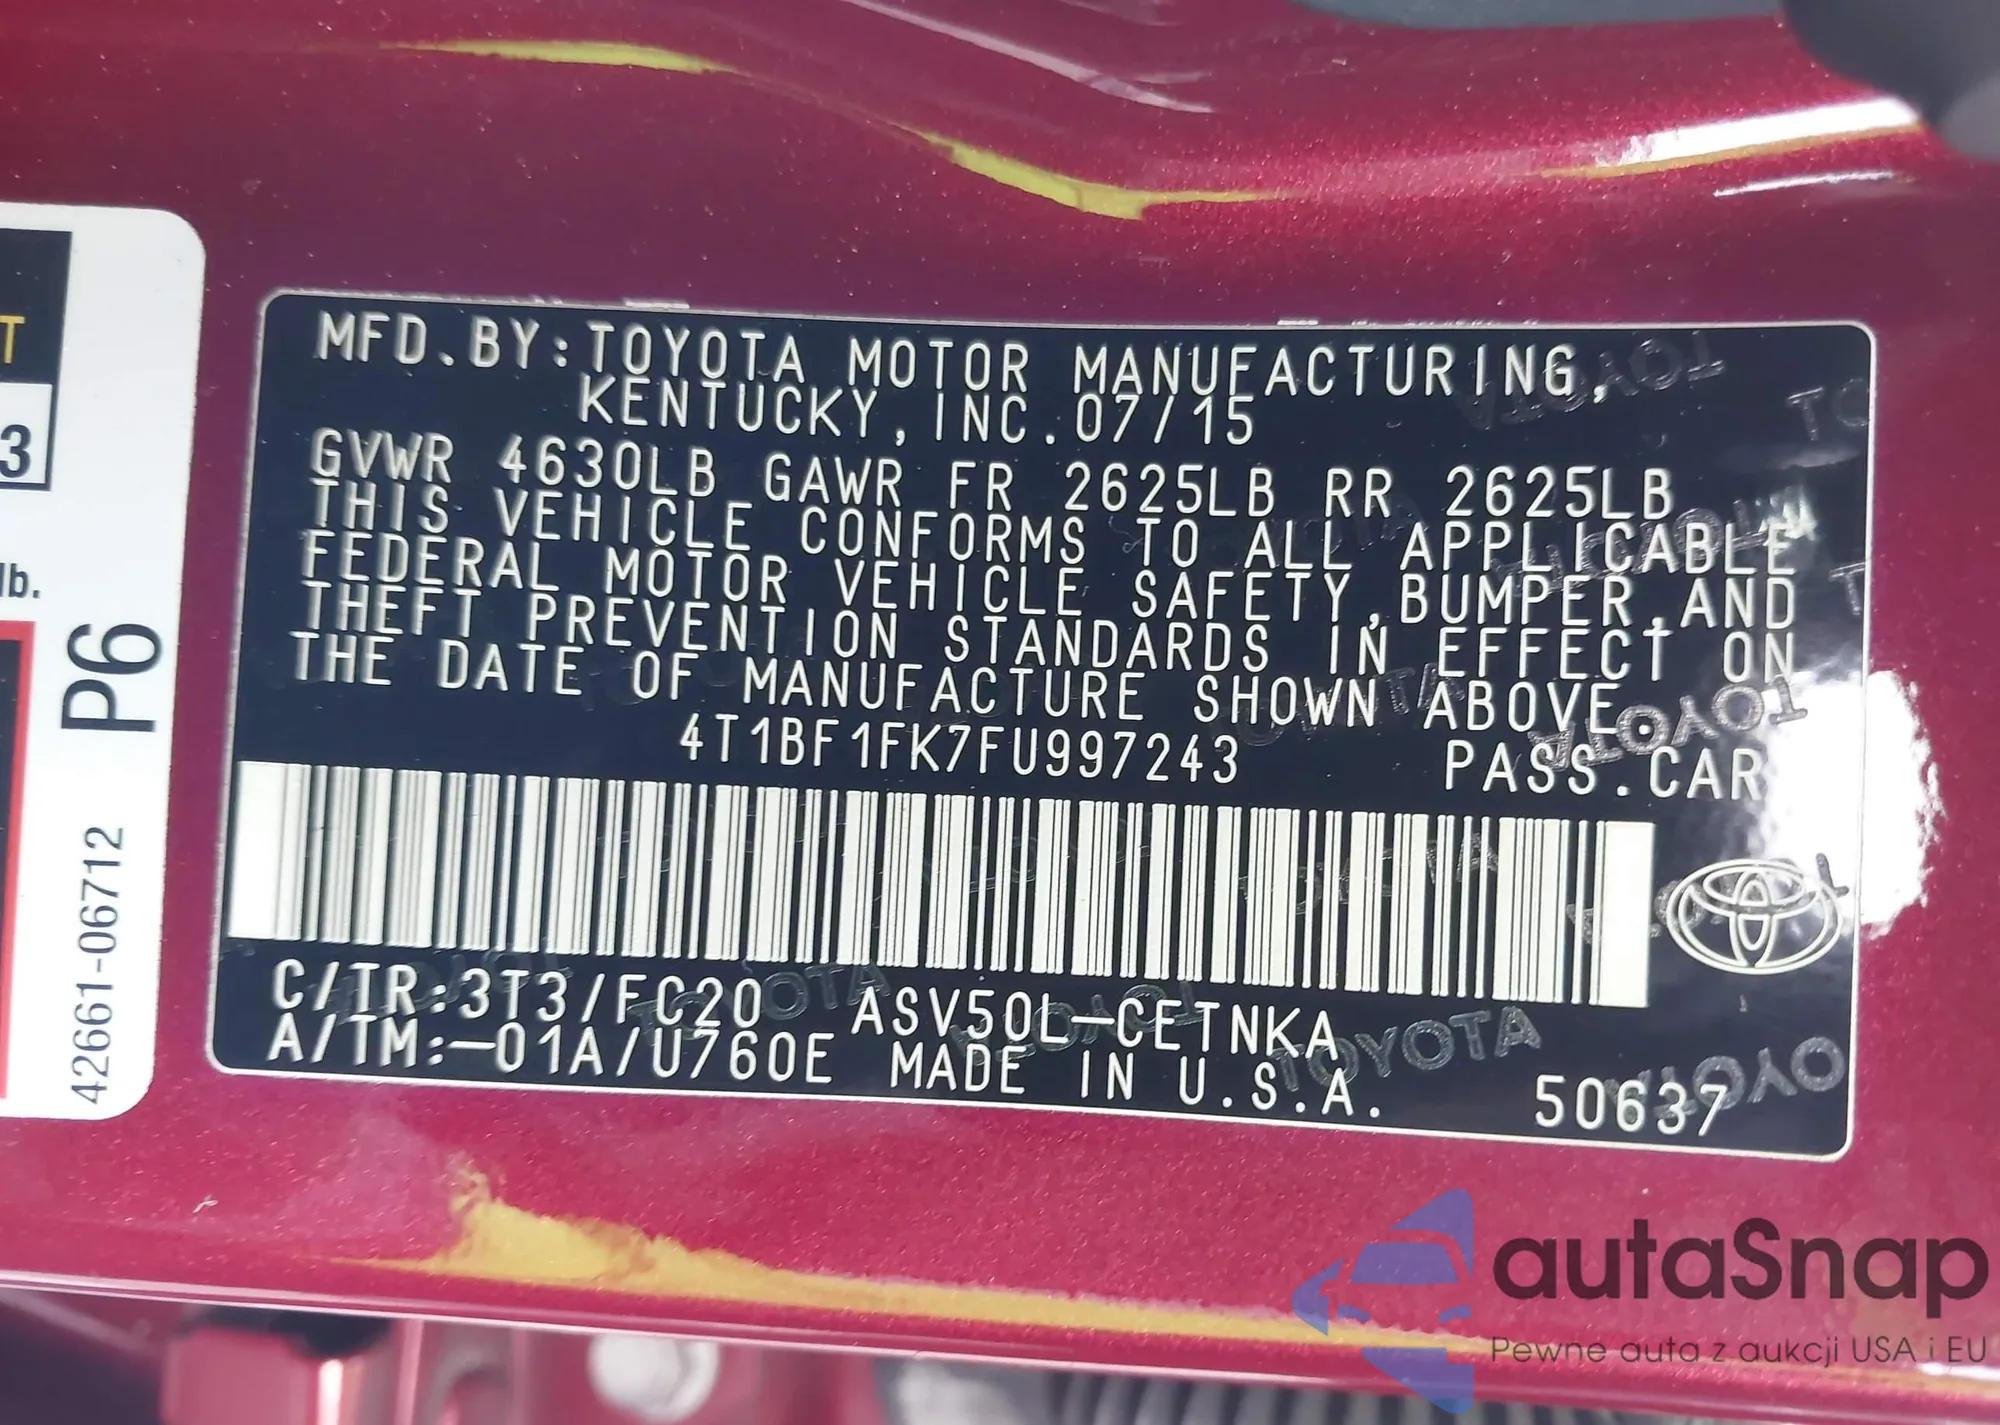 T
3
lb.
P6
42661-06712
MFD.BY:TOYOTA MOTOR MANUFACTURING,
KENTUCKY, INC.07/15
GVWR 4630LB GAWR FR 2625LB RR 2625LB
THIS VEHICLE CONFORMS TO ALL APPLICABLE
FEDERAL MOTOR VEHICLE SAFETY,BUMPER,AND
THEFT PREVENTION STANDARDS IN EFFECT ON
THE DATE OF MANUFACTURE SHOWN ABOVE.
4T1BF1FK7FU997243 PASS.CAR
C/TR:3T3/FC20 ASV50L-CETNKA
A/TM:-01A/U760E MADE IN U.S.A.
50637
autaSnap
Pewne auta z aukcji USA i EU